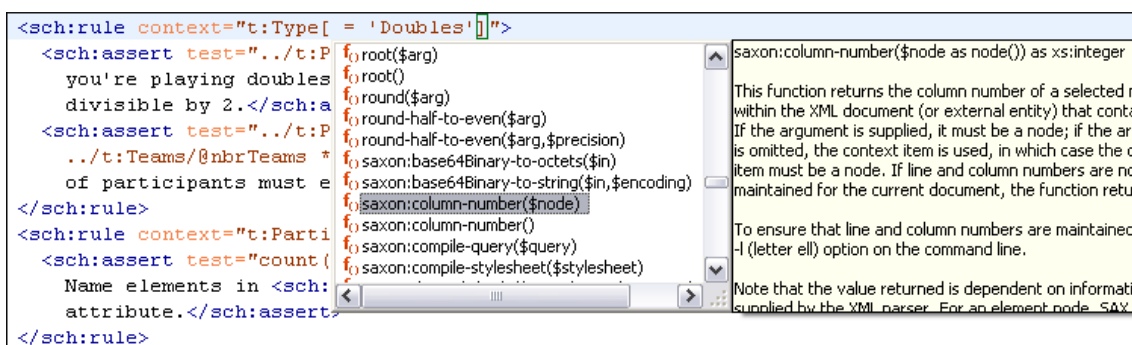 <sch:rule context="t:Type[ = 'Doubles']">
<sch:assert test="../t:P
you're playing doubles
divisible by 2.</sch:a
<sch:assert test="../t:P
../t:Teams/@nbrTeams *
of participants must e
</sch:rule>
<sch:rule context="t:Parti
<sch:assert test="count(
Name elements in <sch:
attribute.</sch:assert>
</sch:rule>
f() root($arg)
f() root()
f() round($arg)
f() round-half-to-even($arg)
f() round-half-to-even($arg,$precision)
f() saxon:base64Binary-to-octets($in)
f() saxon:base64Binary-to-string($in,$encoding)
f() saxon:column-number($node)
f() saxon:column-number()
f() saxon:compile-query($query)
f() saxon:compile-stylesheet($stylesheet)
saxon:column-number($node as node()) as xs:integer
This function returns the column number of a selected
within the XML document (or external entity) that conta
If the argument is supplied, it must be a node; if the ar
is omitted, the context item is used, in which case the
item must be a node. If line and column numbers are no
maintained for the current document, the function retu
To ensure that line and column numbers are maintained
-l (letter ell) option on the command line.
Note that the value returned is dependent on informati
supplied by the XML parser. For an element node, SAX